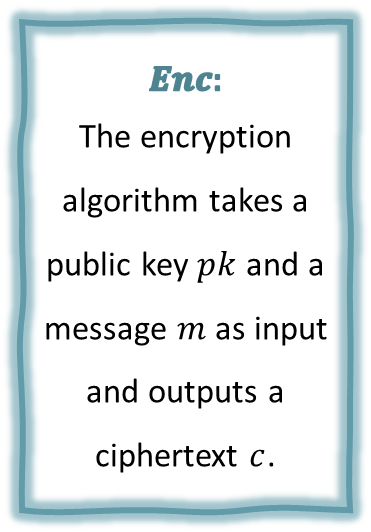 Enc:
The encryption
algorithm takes a
public key pk and a
message m as input
and outputs a
ciphertext c.